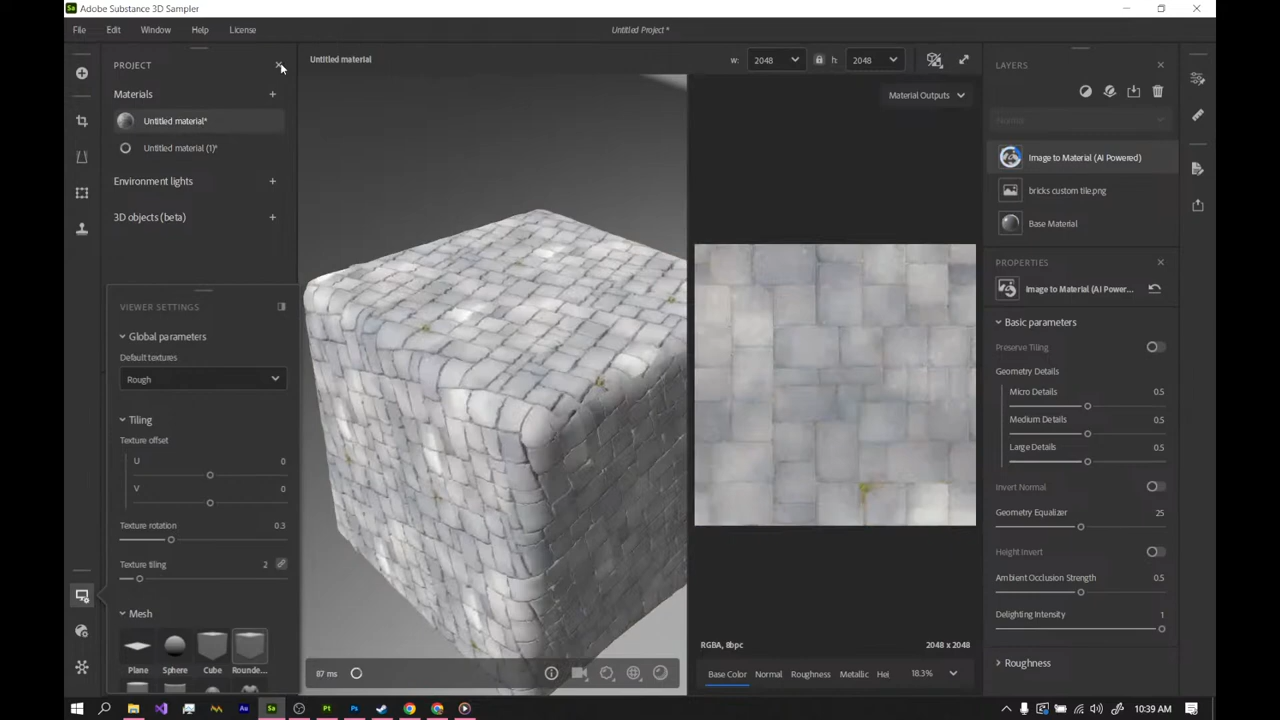 Adobe Substance 3D Sampler
File Edit Window Help License
Untitled Project *
PROJECT
Materials
Untitled material*
Untitled material (1)*
Environment lights
3D objects (beta)
VIEWER SETTINGS
Global parameters
Default textures
Rough
Tiling
Texture offset
U 0
V 0
Texture rotation 0.3
Texture tiling 2
Mesh
Plane Sphere Cube Rounde...
Untitled material
w: 2048 h: 2048
Material Outputs
87 ms
RGBA, 8bpc 2048 x 2048
Base Color Normal Roughness Metallic Hei 18.3%
LAYERS
Normal
Image to Material (AI Powered)
bricks custom tile.png
Base Material
PROPERTIES
Image to Material (AI Power...
Basic parameters
Preserve Tiling
Geometry Details
Micro Details 0.5
Medium Details 0.5
Large Details 0.5
Invert Normal
Geometry Equalizer 25
Height Invert
Ambient Occlusion Strength 0.5
Delighting Intensity 1
Roughness
10:39 AM